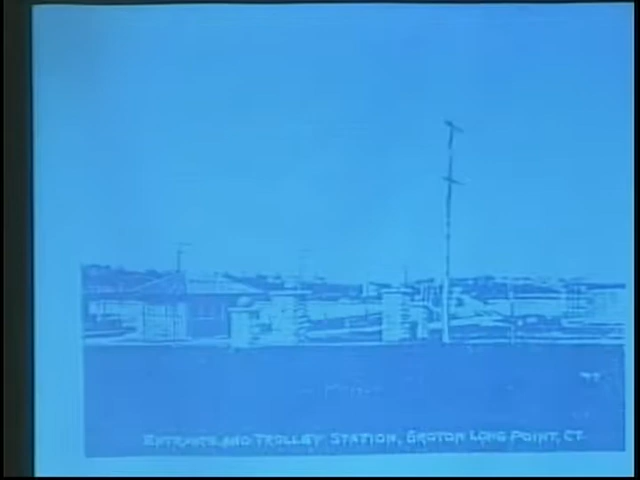 ENTRANCE AND TROLLEY STATION, GROTON LONG POINT, CT.